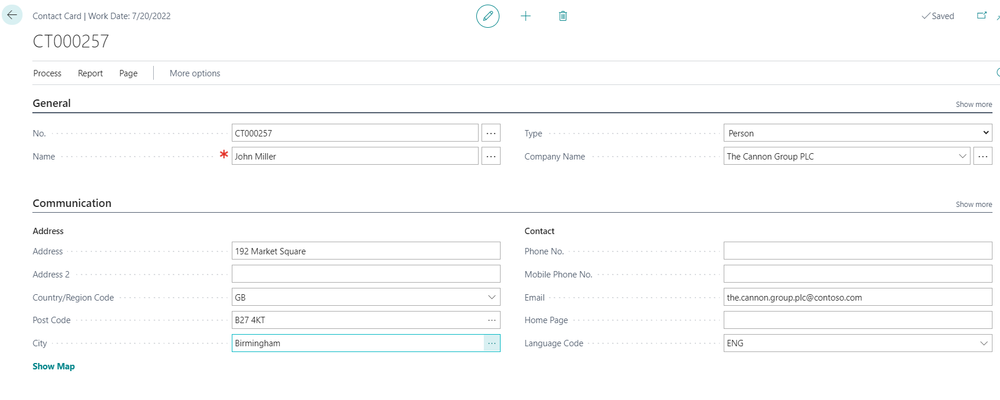 Contact Card | Work Date: 7/20/2022
Saved
CT000257
Process Report Page More options
General Show more
No. CT000257 ... Type Person
Name * John Miller ... Company Name The Cannon Group PLC ...
Communication Show more
Address Contact
Address 192 Market Square Phone No.
Address 2 Mobile Phone No.
Country/Region Code GB Email the.cannon.group.plc@contoso.com
Post Code B27 4KT ... Home Page
City Birmingham ... Language Code ENG
Show Map